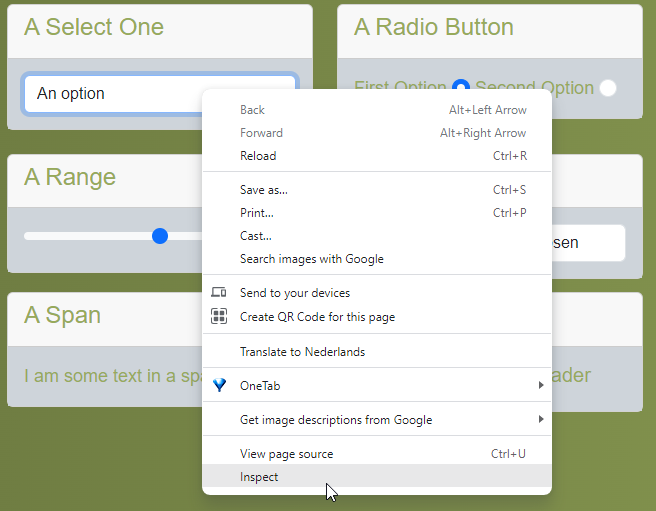 A Select One
A Radio Button
An option
First Option
Second Option
Back Alt+Left Arrow
Forward Alt+Right Arrow
Reload Ctrl+R
A Range
Save as... Ctrl+S
Print... Ctrl+P
Cast...
Search images with Google
Send to your devices
Create QR Code for this page
A Span
Translate to Nederlands
I am some text in a spa
OneTab
Get image descriptions from Google
View page source Ctrl+U
Inspect